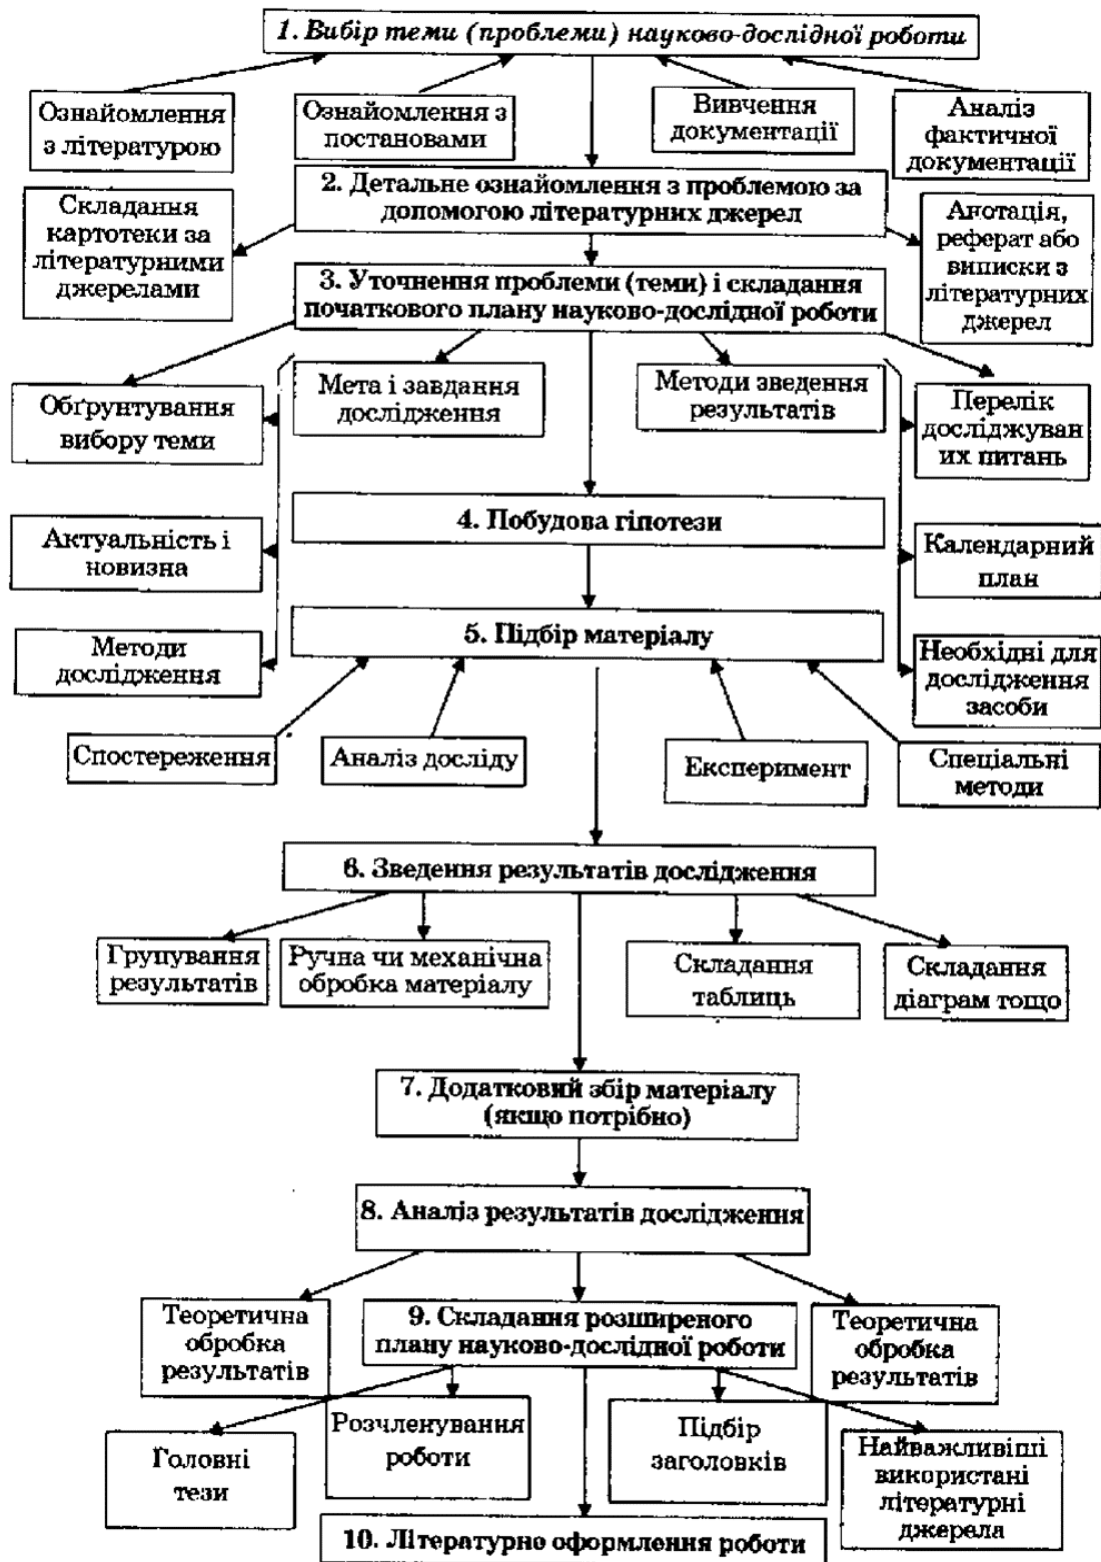 1. Вибір теми (проблеми) науково-дослідної роботи
Ознайомлення
з літературою
Ознайомлення з
постановами
Вивчення
документації
Аналіз
фактичної
документації
2. Детальне ознайомлення з проблемою за
допомогою літературних джерел
Складання
картотеки за
літературними
джерелами
Анотація,
реферат або
виписки з
літературних
джерел
3. Уточнення проблеми (теми) і складання
початкового плану науково-дослідної роботи
Обґрунтування
вибору теми
Мета і завдання
дослідження
Методи зведення
результатів
Перелік
досліджуван
их питань
4. Побудова гіпотези
Актуальність і
новизна
Календарний
план
5. Підбір матеріалу
Методи
дослідження
Необхідні для
дослідження
засоби
Спостереження
Аналіз досліду
Експеримент
Спеціальні
методи
6. Зведення результатів дослідження
Групування
результатів
Ручна чи механічна
обробка матеріалу
Складання
таблиць
Складання
діаграм тощо
7. Додатковий збір матеріалу
(якщо потрібно)
8. Аналіз результатів дослідження
Теоретична
обробка
результатів
9. Складання розширеного
плану науково-дослідної роботи
Теоретична
обробка
результатів
Головні
тези
Розчленування
роботи
Підбір
заголовків
Найважливіші
використані
літературні
джерела
10. Літературно оформлення роботи